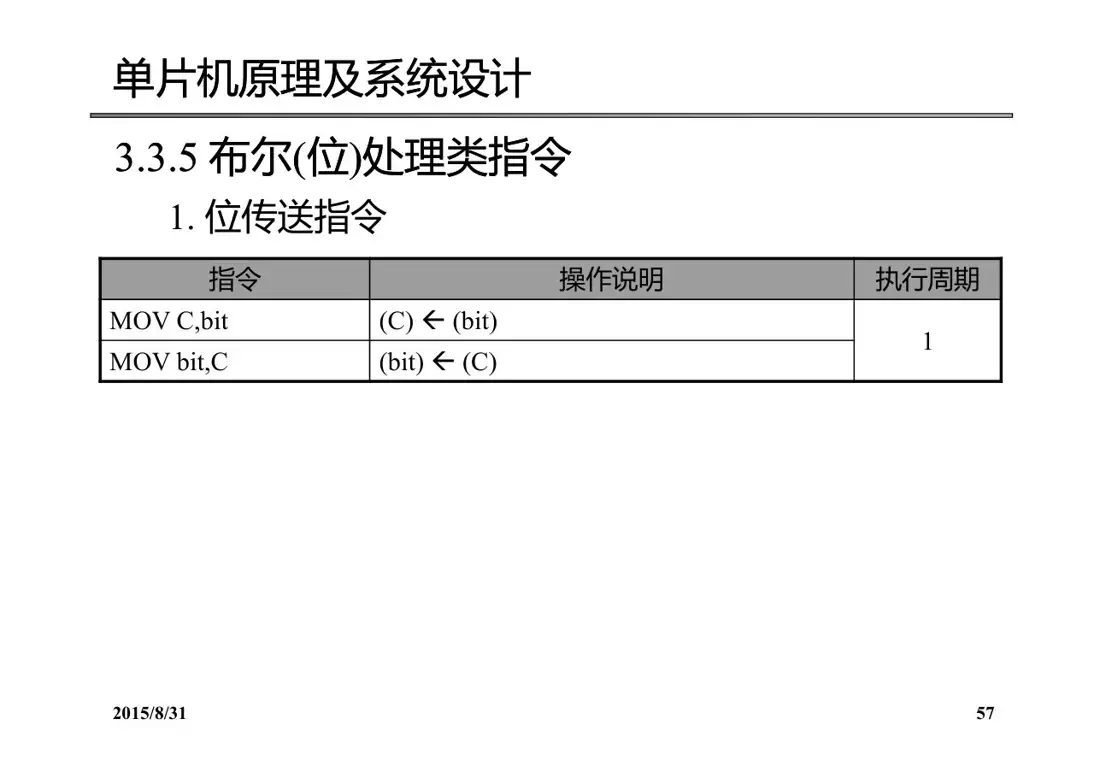 单片机原理及系统设计
3.3.5 布尔(位)处理类指令
1. 位传送指令
指令 操作说明 执行周期
MOV C,bit (C) ← (bit) 1
MOV bit,C (bit) ← (C)
2015/8/31 57